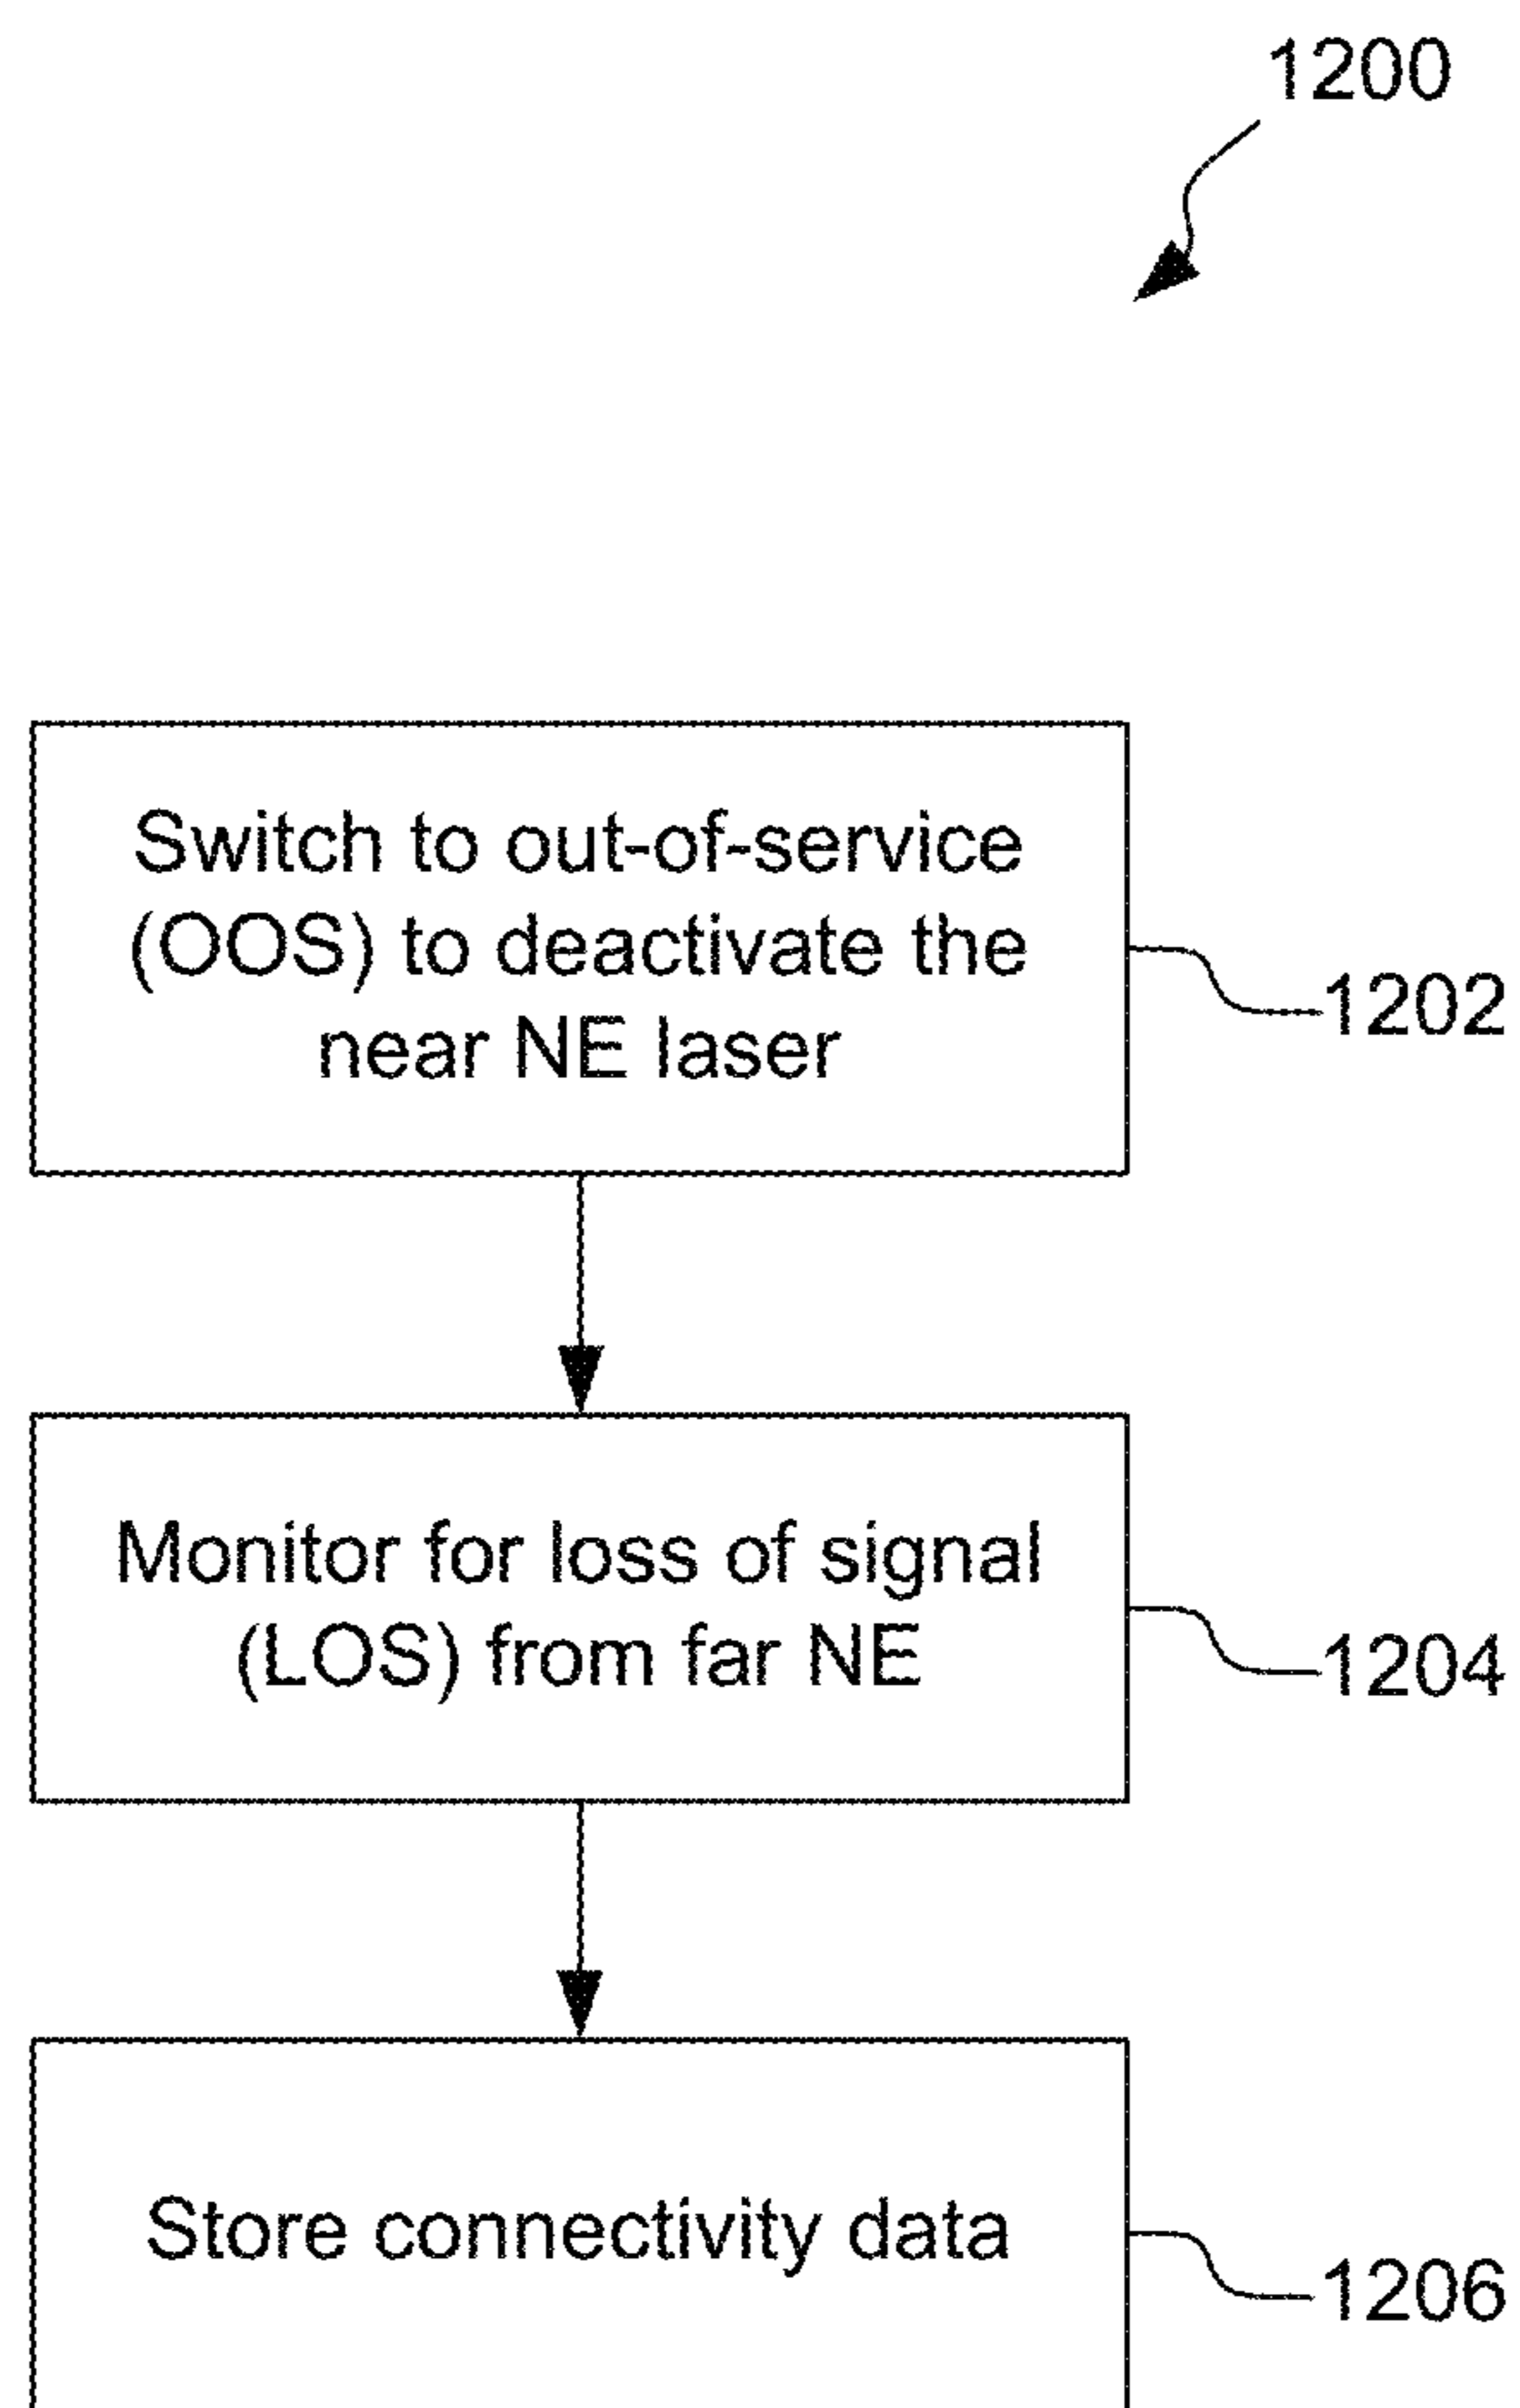 1200
Switch to out-of-service
(OOS) to deactivate the
near NE laser
1202
Monitor for loss of signal
(LOS) from far NE
1204
Store connectivity data
1206